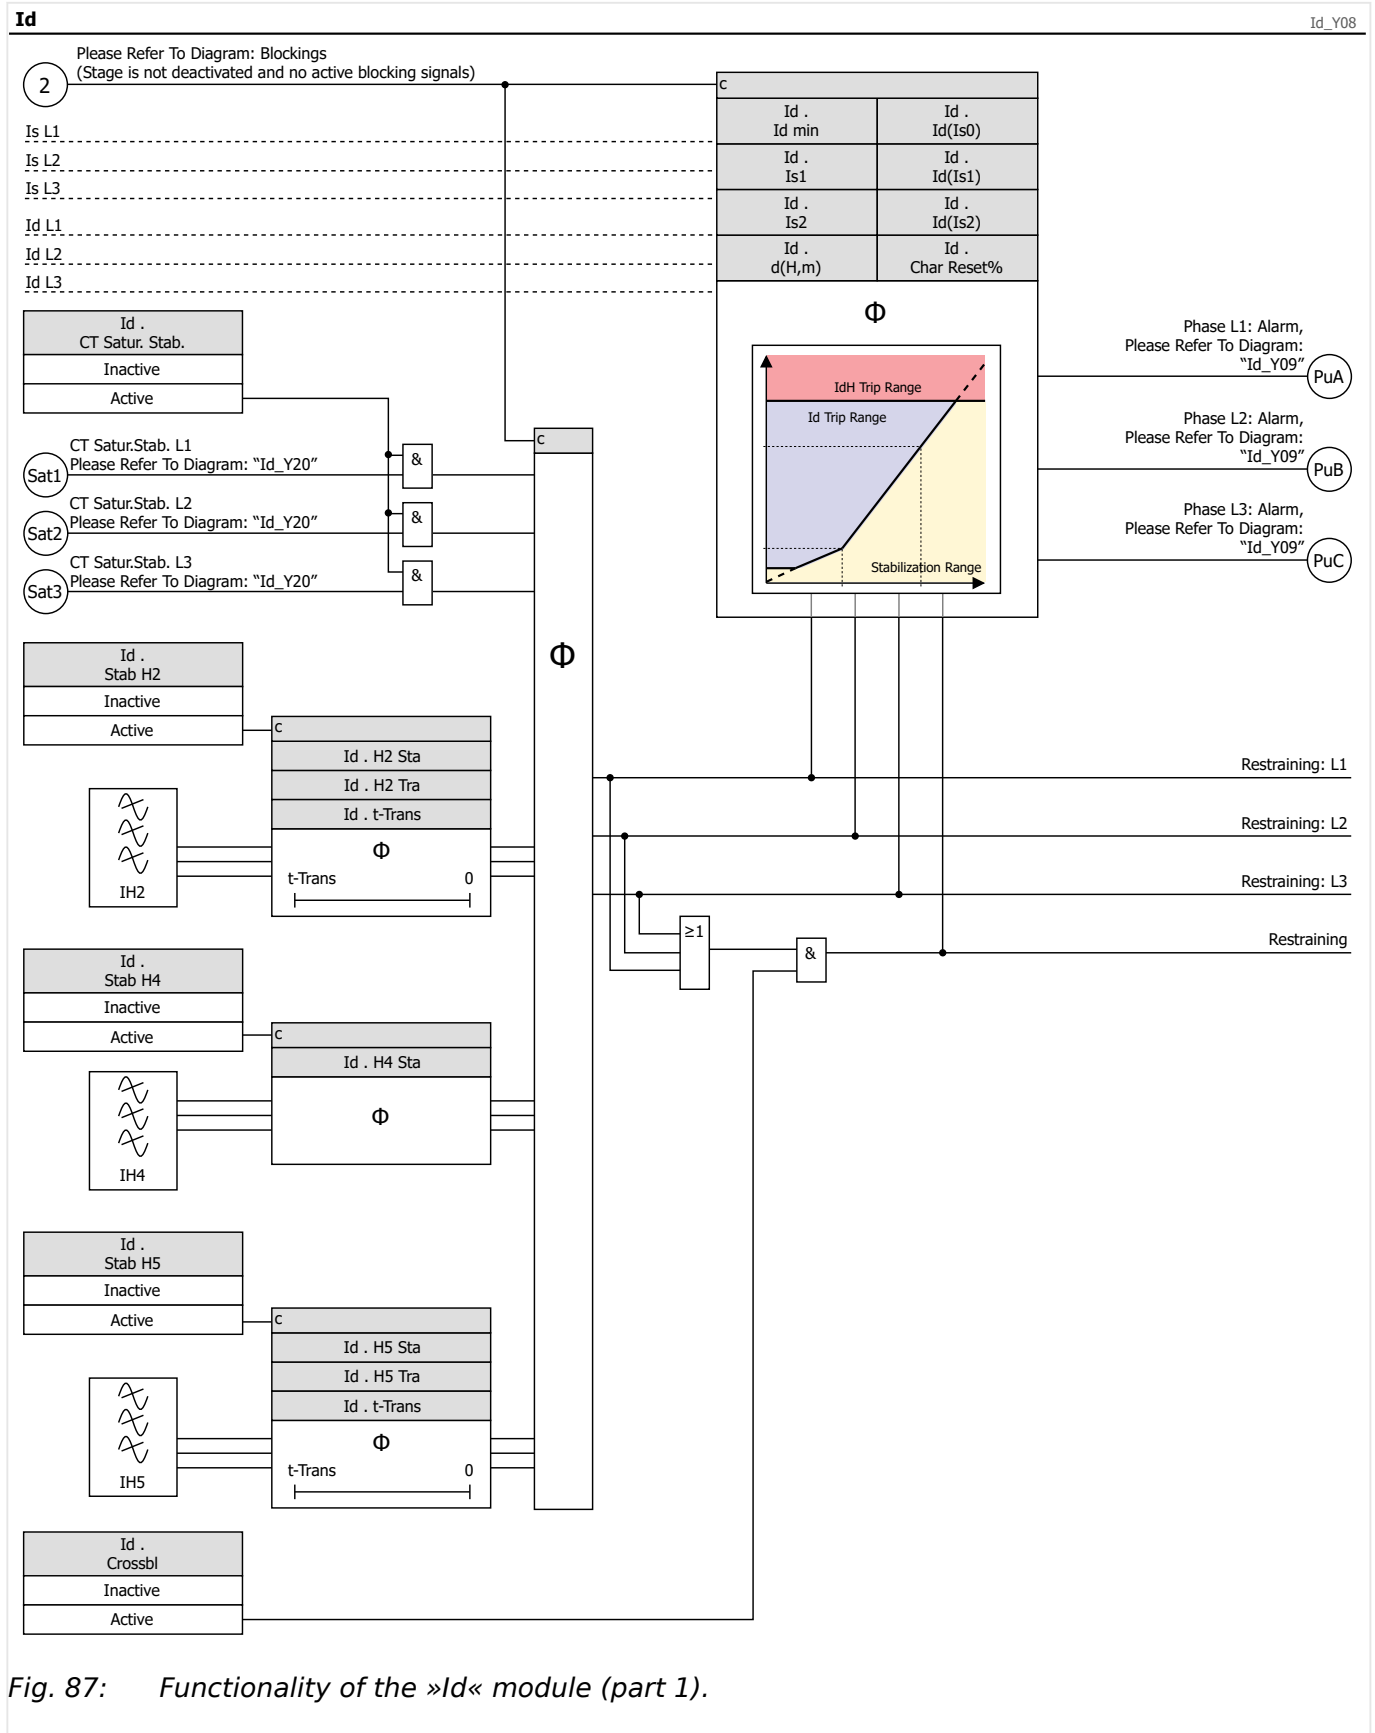 Id
Id_Y08
Please Refer To Diagram: Blockings
2
(Stage is not deactivated and no active blocking signals)
c
Id .
Id min
Id .
Id(Is0)
Is L1
Id .
Is1
Id .
Id(Is1)
Is L2
Is L3
Id .
Is2
Id .
Id(Is2)
Id L1
Id .
d(H,m)
Id .
Char Reset%
Id L2
Id L3
Φ
Id .
CT Satur. Stab.
Inactive
Active
IdH Trip Range
Id Trip Range
Stabilization Range
Phase L1: Alarm,
Please Refer To Diagram:
“Id_Y09”
PuA
Phase L2: Alarm,
Please Refer To Diagram:
“Id_Y09”
PuB
Phase L3: Alarm,
Please Refer To Diagram:
“Id_Y09”
PuC
c
CT Satur.Stab. L1
Sat1
Please Refer To Diagram: “Id_Y20”
&
CT Satur.Stab. L2
Sat2
Please Refer To Diagram: “Id_Y20”
&
CT Satur.Stab. L3
Sat3
Please Refer To Diagram: “Id_Y20”
&
Φ
Id .
Stab H2
Inactive
Active
c
Id . H2 Sta
Id . H2 Tra
Id . t-Trans
Φ
t-Trans 0
IH2
Restraining: L1
Restraining: L2
Restraining: L3
≥1
&
Restraining
Id .
Stab H4
Inactive
Active
c
Id . H4 Sta
Φ
IH4
Id .
Stab H5
Inactive
Active
c
Id . H5 Sta
Id . H5 Tra
Id . t-Trans
Φ
t-Trans 0
IH5
Id .
Crossbl
Inactive
Active
Fig. 87: Functionality of the »Id« module (part 1).